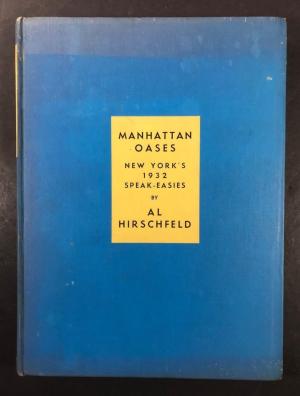 MANHATTAN
OASES
NEW YORK'S
1932
SPEAK-EASIES
BY
AL
HIRSCHFELD